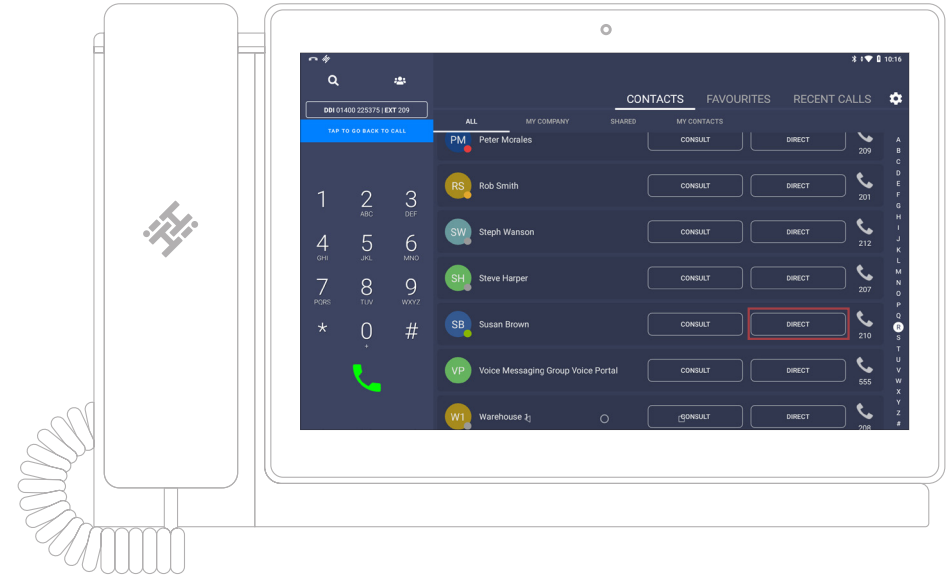 10:16
CONTACTS FAVOURITES RECENT CALLS
DDI 01400 225375 | EXT 209
TAP TO GO BACK TO CALL
ALL MY COMPANY SHARED MY CONTACTS
PM Peter Morales CONSULT DIRECT 209
RS Rob Smith CONSULT DIRECT 201
SW Steph Wanson CONSULT DIRECT 212
SH Steve Harper CONSULT DIRECT 207
SB Susan Brown CONSULT DIRECT 210
VP Voice Messaging Group Voice Portal CONSULT DIRECT 555
W1 Warehouse 1 CONSULT DIRECT 208
1 2 3
ABC DEF
4 5 6
GHI JKL MNO
7 8 9
PQRS TUV WXYZ
* 0 #
+
A
B
C
D
E
F
G
H
I
J
K
L
M
N
O
P
Q
R
S
T
U
V
W
X
Y
Z
#